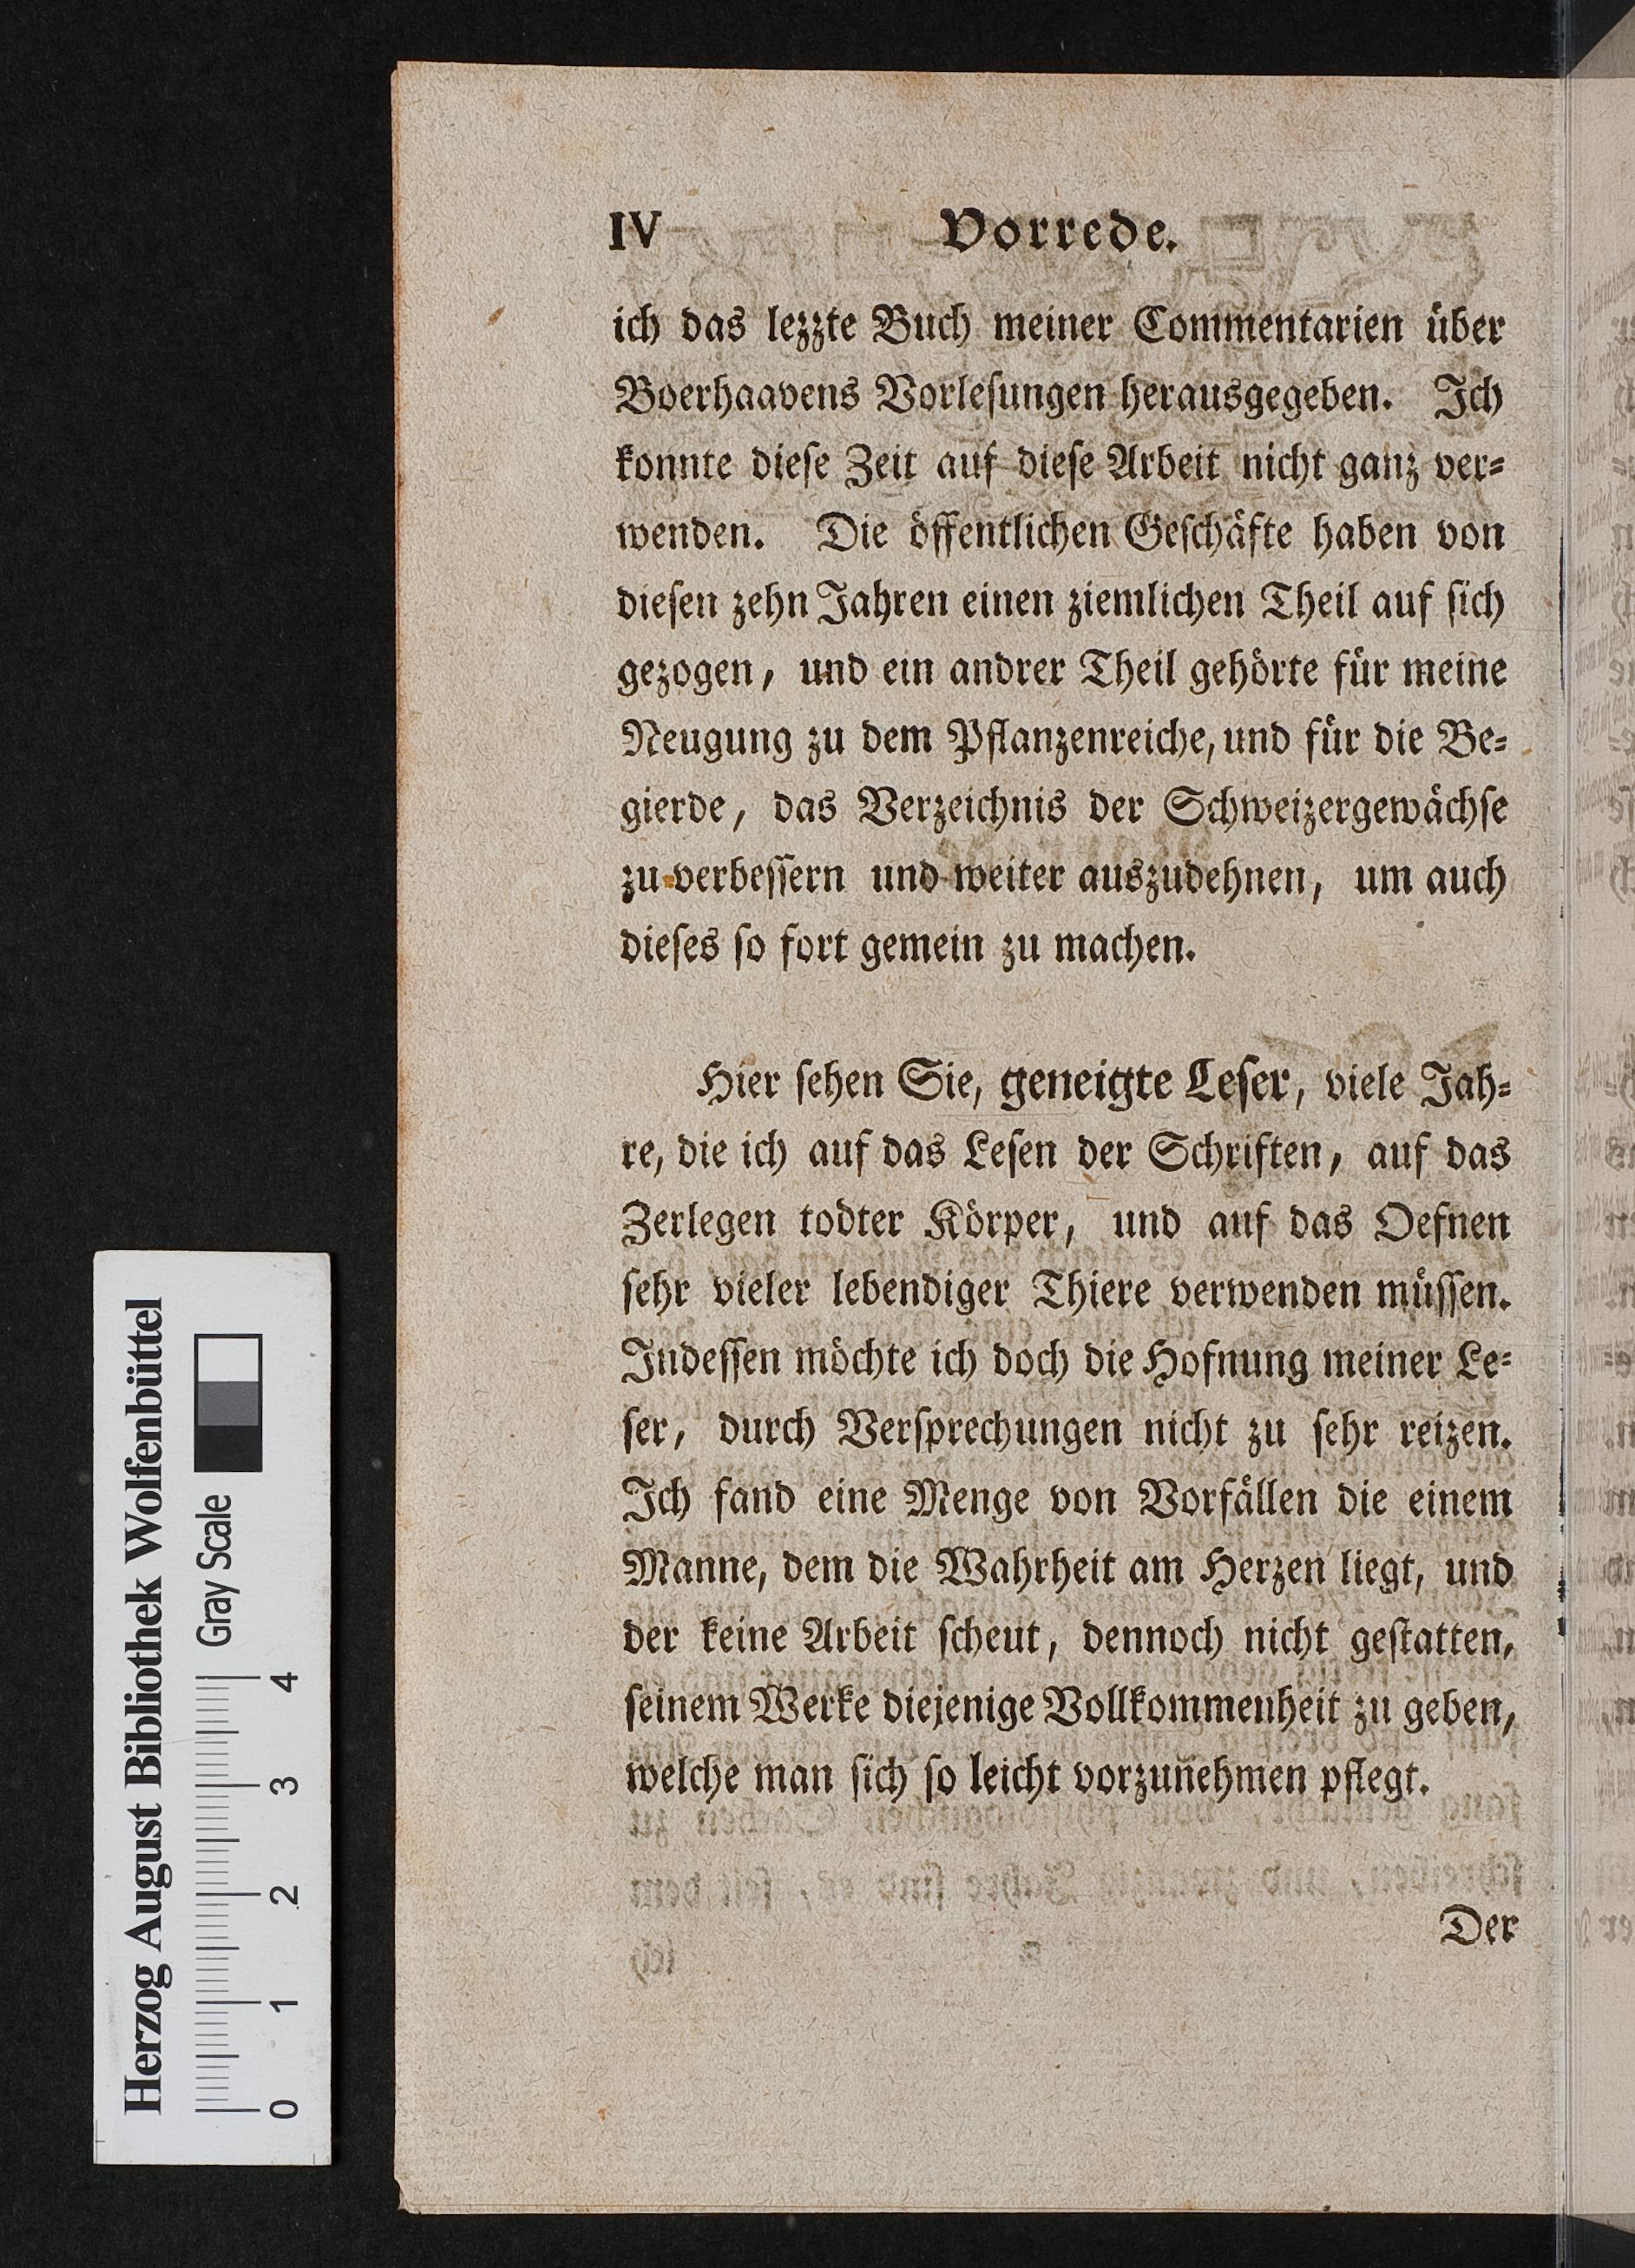 IV Vorrede.
ich das lezzte Buch meiner Commentarien über
Boerhaavens Vorleſungen herausgegeben. Ich
konnte dieſe Zeit auf dieſe Arbeit nicht ganz ver⸗
wenden. Die öffentlichen Geſchäfte haben von
dieſen zehn Jahren einen ziemlichen Theil auf ſich
gezogen, und ein andrer Theil gehörte für meine
Neugung zu dem Pflanzenreiche, und für die Be⸗
gierde, das Verzeichnis der Schweizergewächſe
zu verbeſſern und weiter auszudehnen, um auch
dieſes ſo fort gemein zu machen.
Hier ſehen Sie, geneigte Leſer, viele Jah⸗
re, die ich auf das Leſen der Schriften, auf das
Zerlegen todter Körper, und auf das Oefnen
ſehr vieler lebendiger Thiere verwenden müſſen.
Indeſſen möchte ich doch die Hofnung meiner Le⸗
ſer, durch Verſprechungen nicht zu ſehr reizen.
Ich fand eine Menge von Vorfällen die einem
Manne, dem die Wahrheit am Herzen liegt, und
der keine Arbeit ſcheut, dennoch nicht geſtatten,
ſeinem Werke diejenige Vollkommenheit zu geben,
welche man ſich ſo leicht vorzunehmen pflegt.
Der
Herzog August Bibliothek Wolfenbüttel
Gray Scale
0 1 2 3 4